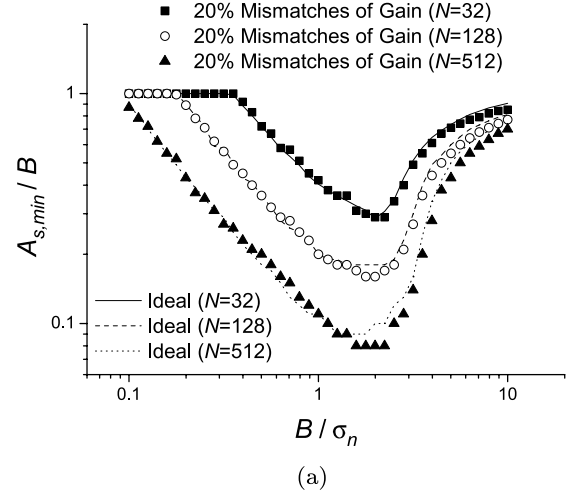 ■ 20% Mismatches of Gain (N=32)
○ 20% Mismatches of Gain (N=128)
▲ 20% Mismatches of Gain (N=512)
1
0.1
A_{s,min} / B
Ideal (N=32)
Ideal (N=128)
Ideal (N=512)
0.1 1 10
B / σ_n
(a)